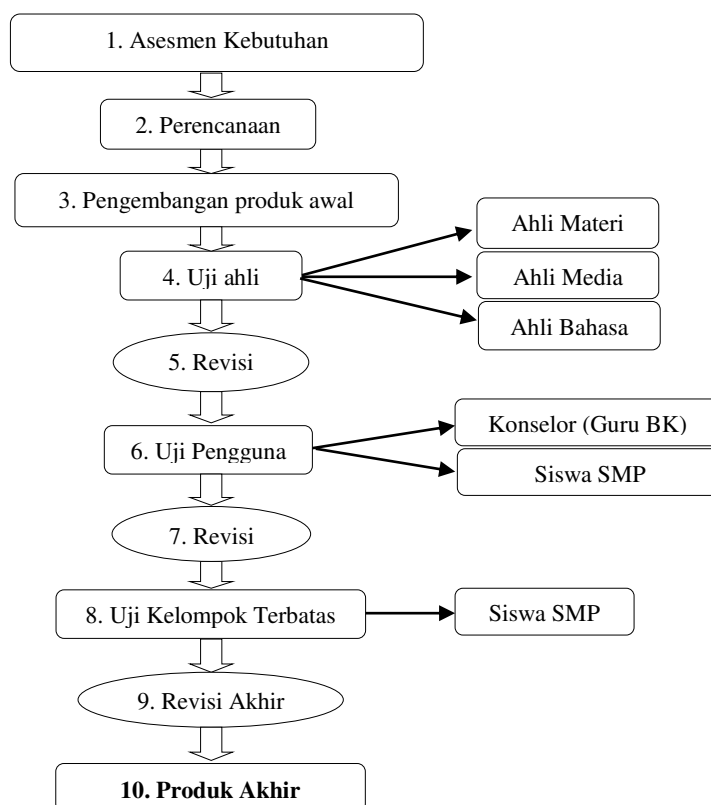 1. Asesmen Kebutuhan
2. Perencanaan
3. Pengembangan produk awal
4. Uji ahli
Ahli Materi
Ahli Media
Ahli Bahasa
5. Revisi
6. Uji Pengguna
Konselor (Guru BK)
Siswa SMP
7. Revisi
8. Uji Kelompok Terbatas
Siswa SMP
9. Revisi Akhir
10. Produk Akhir